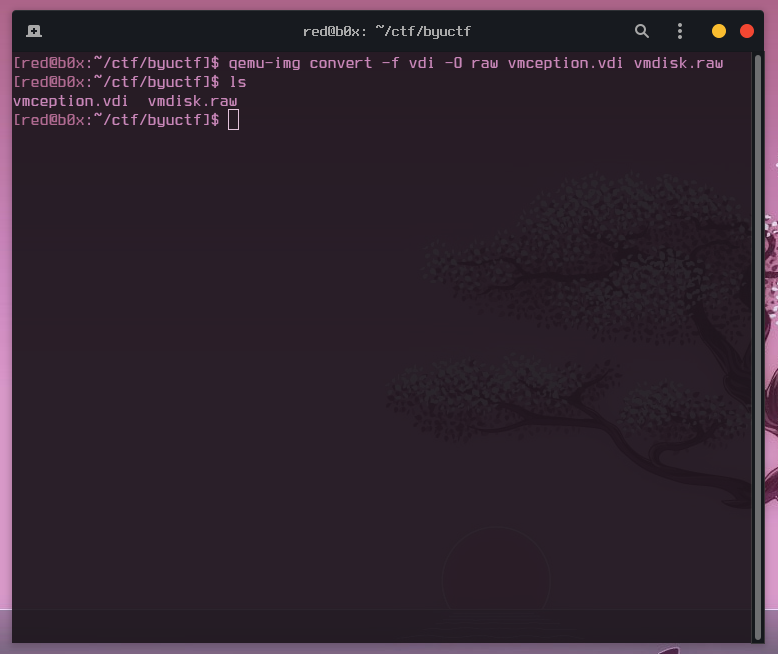 red@b0x: ~/ctf/byuctf
[red@b0x:~/ctf/byuctf]$ qemu-img convert -f vdi -O raw vmception.vdi vmdisk.raw
[red@b0x:~/ctf/byuctf]$ ls
vmception.vdi  vmdisk.raw
[red@b0x:~/ctf/byuctf]$